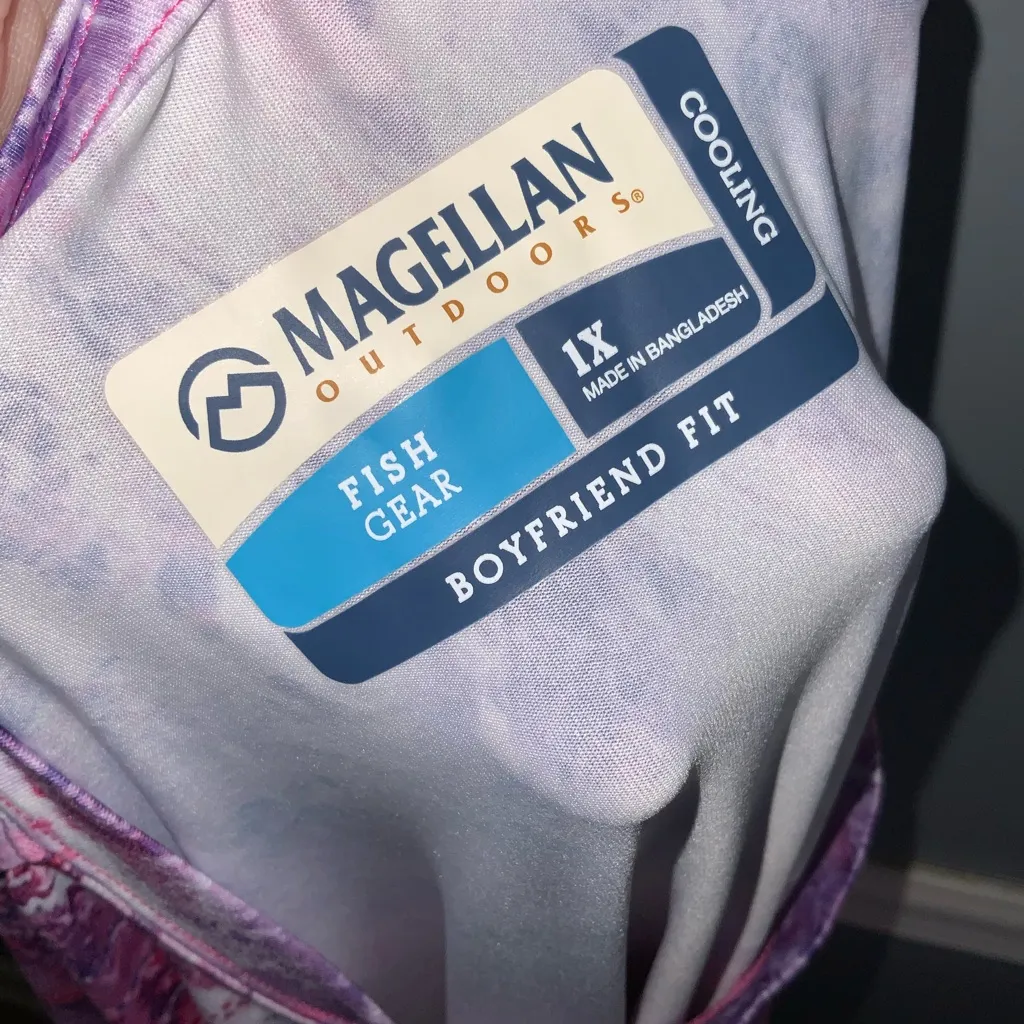 MAGELLAN
OUTDOORS®
COOLING
FISH
GEAR
1X
MADE IN BANGLADESH
BOYFRIEND FIT